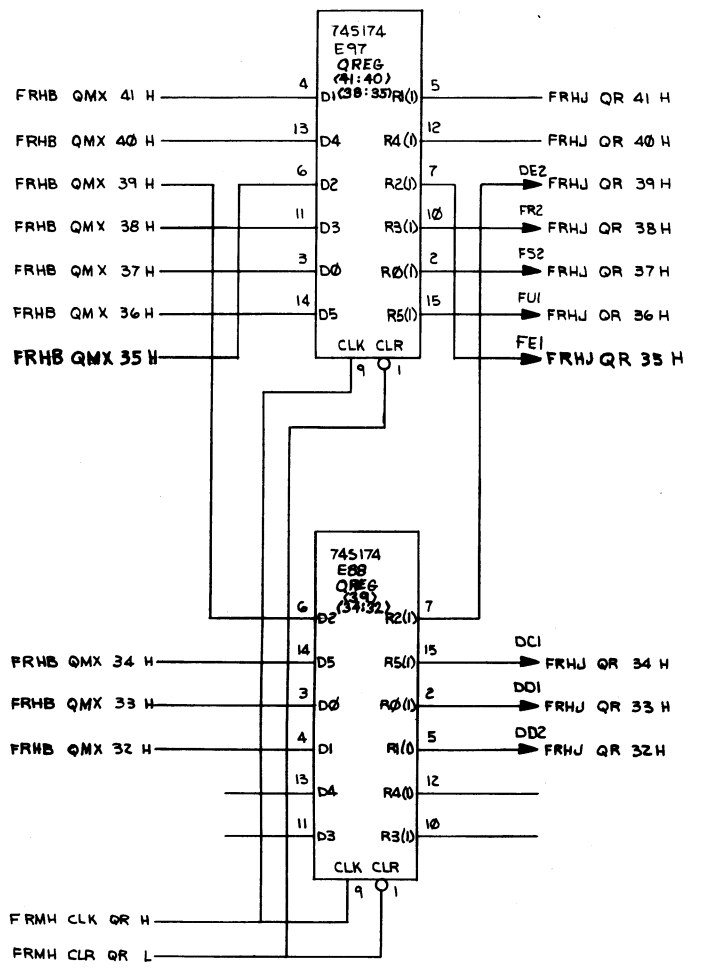 74S174
E97
QREG
(41:40)
(38:35)
FRHB QMX 41 H 4 D1 R1(1) 5 FRHJ QR 41 H
FRHB QMX 40 H 13 D4 R4(1) 12 FRHJ QR 40 H
FRHB QMX 39 H 6 D2 R2(1) 7 DE2 FRHJ QR 39 H
FRHB QMX 38 H 11 D3 R3(1) 10 FR2 FRHJ QR 38 H
FRHB QMX 37 H 3 D0 R0(1) 2 FS2 FRHJ QR 37 H
FRHB QMX 36 H 14 D5 R5(1) 15 FU1 FRHJ QR 36 H
FRHB QMX 35 H CLK CLR FE1 FRHJ QR 35 H
9 1
74S174
E88
QREG
(39)
(34:32)
6 D2 R2(1) 7
FRHB QMX 34 H 14 D5 R5(1) 15 DC1 FRHJ QR 34 H
FRHB QMX 33 H 3 D0 R0(1) 2 DD1 FRHJ QR 33 H
FRHB QMX 32 H 4 D1 R1(1) 5 DD2 FRHJ QR 32 H
13 D4 R4(1) 12
11 D3 R3(1) 10
CLK CLR
9 1
FRMH CLK QR H
FRMH CLR QR L